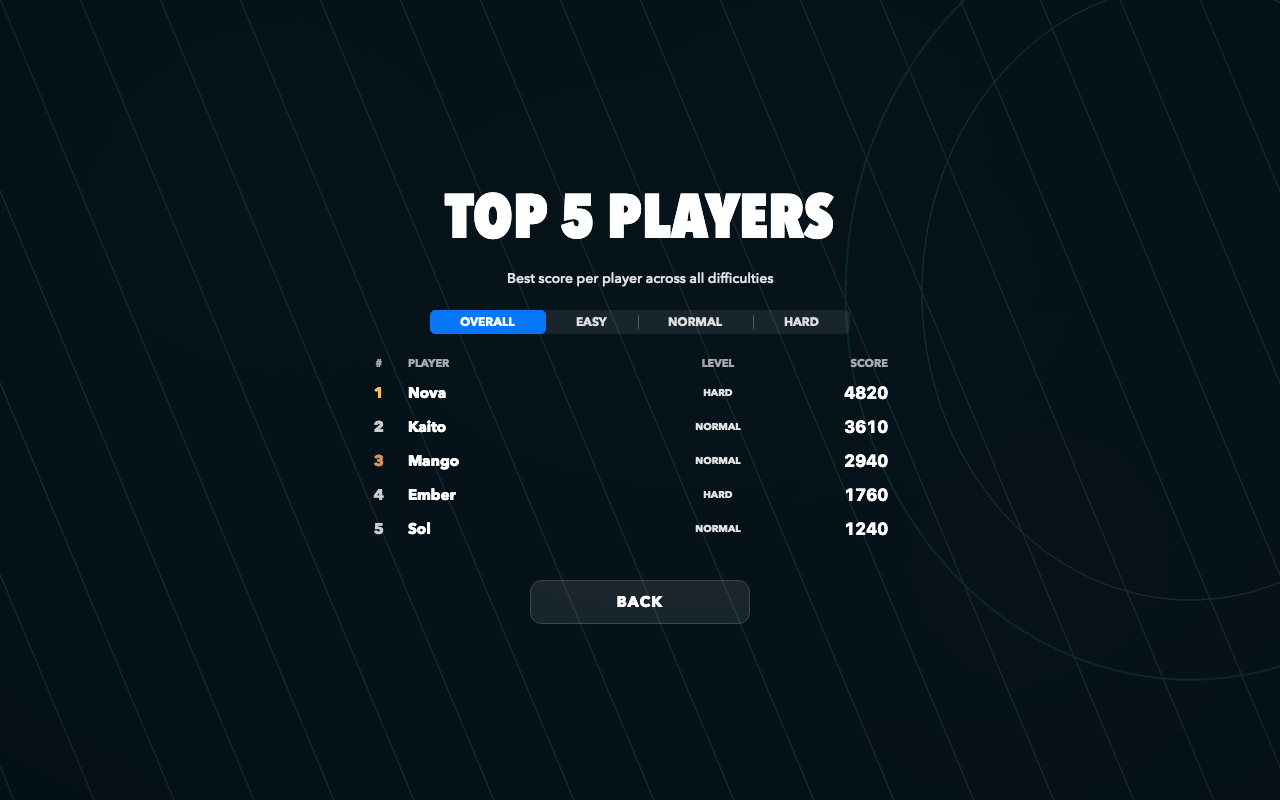 TOP 5 PLAYERS
Best score per player across all difficulties
OVERALL EASY NORMAL HARD
# PLAYER LEVEL SCORE
1 Nova HARD 4820
2 Kaito NORMAL 3610
3 Mango NORMAL 2940
4 Ember HARD 1760
5 Sol NORMAL 1240
BACK